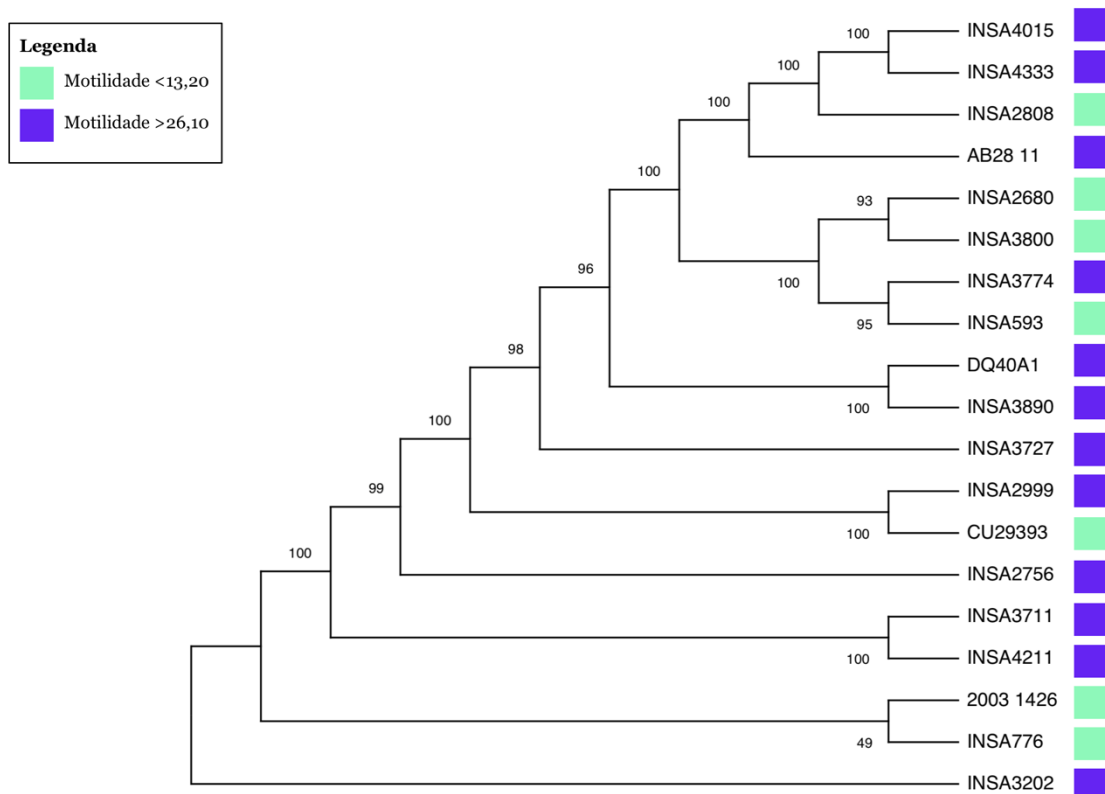 Legenda
Motilidade <13,20
Motilidade >26,10
100
INSA4015
100
INSA4333
100
INSA2808
AB28 11
100
93
INSA2680
INSA3800
96
100
INSA3774
95
INSA593
98
DQ40A1
100
INSA3890
100
INSA3727
99
INSA2999
100
CU29393
100
INSA2756
INSA3711
100
INSA4211
2003 1426
49
INSA776
INSA3202